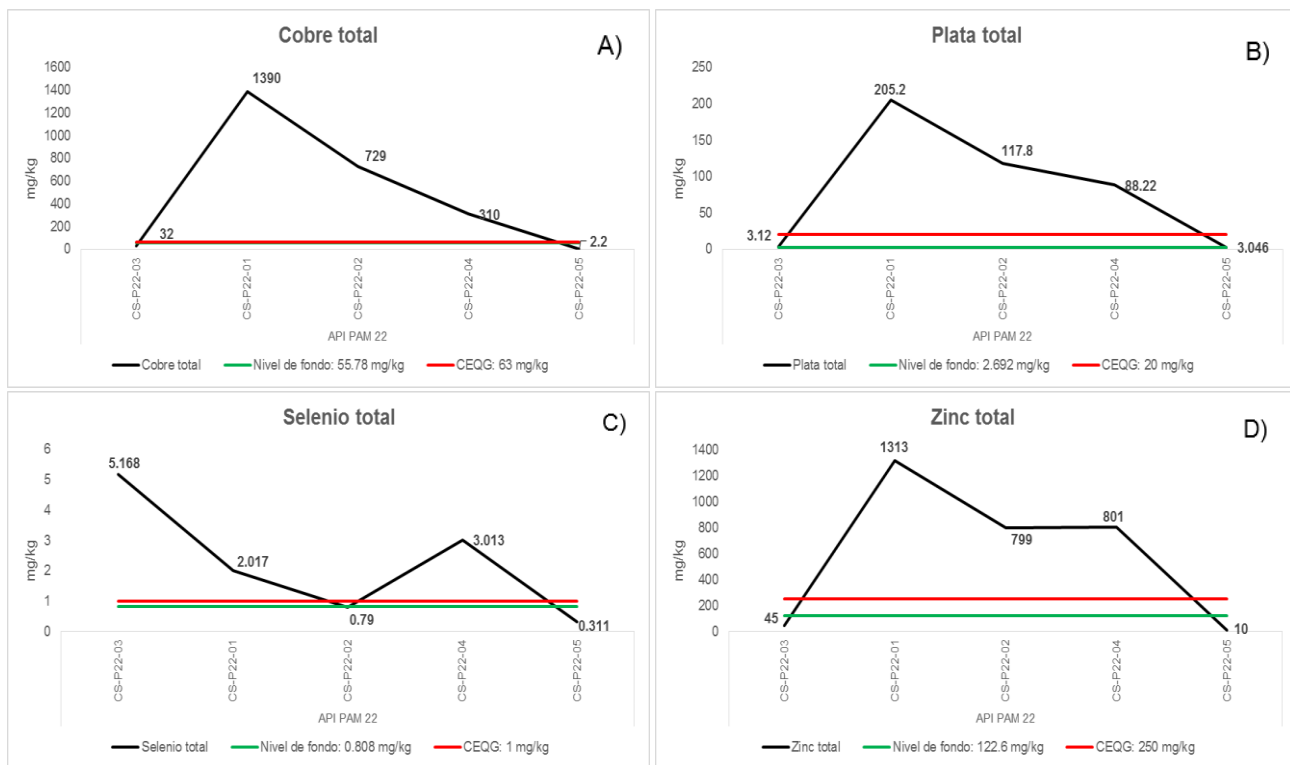 Cobre total
A)
mg/kg
1600
1400
1200
1000
800
600
400
200
0
32
1390
729
310
2.2
CS-P22-03
CS-P22-01
CS-P22-02
CS-P22-04
CS-P22-05
API PAM 22
Cobre total
Nivel de fondo: 55.78 mg/kg
CEQG: 63 mg/kg
Plata total
B)
mg/kg
250
200
150
100
50
0
3.12
205.2
117.8
88.22
3.046
CS-P22-03
CS-P22-01
CS-P22-02
CS-P22-04
CS-P22-05
API PAM 22
Plata total
Nivel de fondo: 2.692 mg/kg
CEQG: 20 mg/kg
Selenio total
C)
mg/kg
6
5
4
3
2
1
0
5.168
2.017
0.79
3.013
0.311
CS-P22-03
CS-P22-01
CS-P22-02
CS-P22-04
CS-P22-05
API PAM 22
Selenio total
Nivel de fondo: 0.808 mg/kg
CEQG: 1 mg/kg
Zinc total
D)
mg/kg
1400
1200
1000
800
600
400
200
0
45
1313
799
801
10
CS-P22-03
CS-P22-01
CS-P22-02
CS-P22-04
CS-P22-05
API PAM 22
Zinc total
Nivel de fondo: 122.6 mg/kg
CEQG: 250 mg/kg